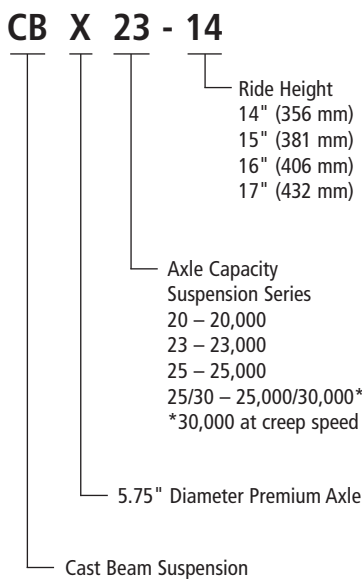 CB X 23 - 14
Ride Height
14" (356 mm)
15" (381 mm)
16" (406 mm)
17" (432 mm)
Axle Capacity
Suspension Series
20 – 20,000
23 – 23,000
25 – 25,000
25/30 – 25,000/30,000*
*30,000 at creep speed
5.75" Diameter Premium Axle
Cast Beam Suspension